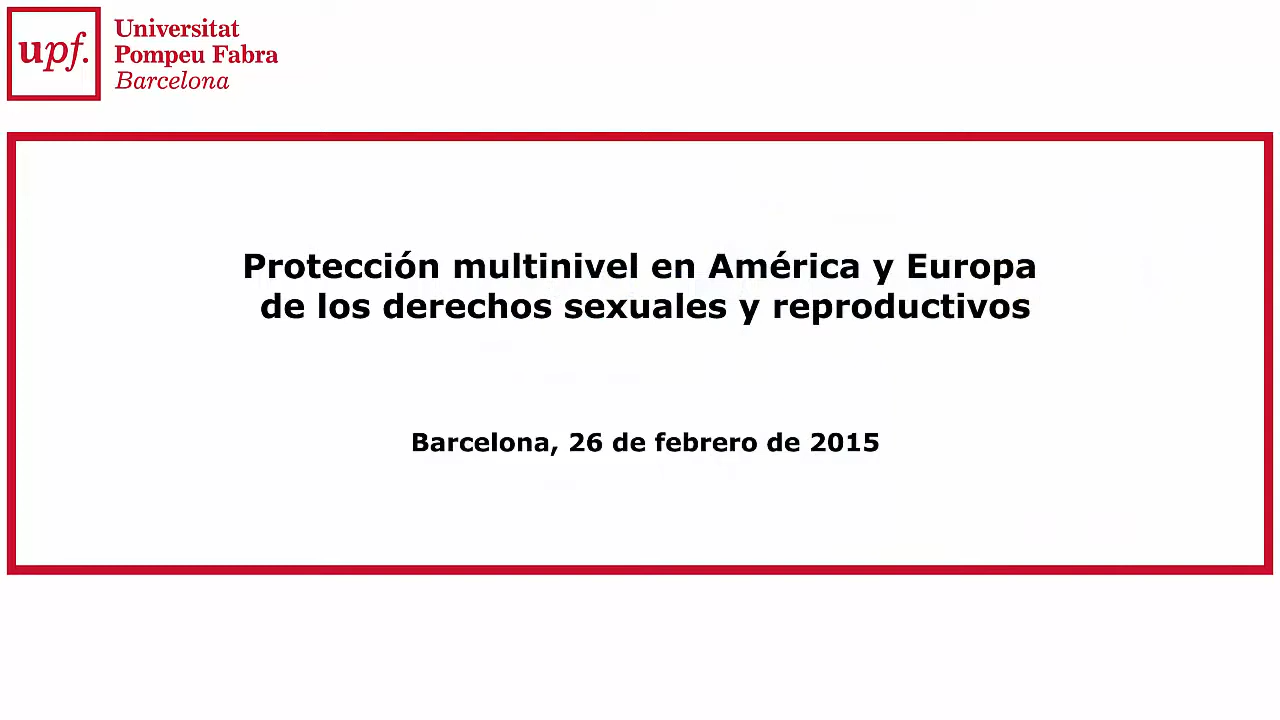 upf.
Universitat
Pompeu Fabra
Barcelona
Protección multinivel en América y Europa
de los derechos sexuales y reproductivos
Barcelona, 26 de febrero de 2015